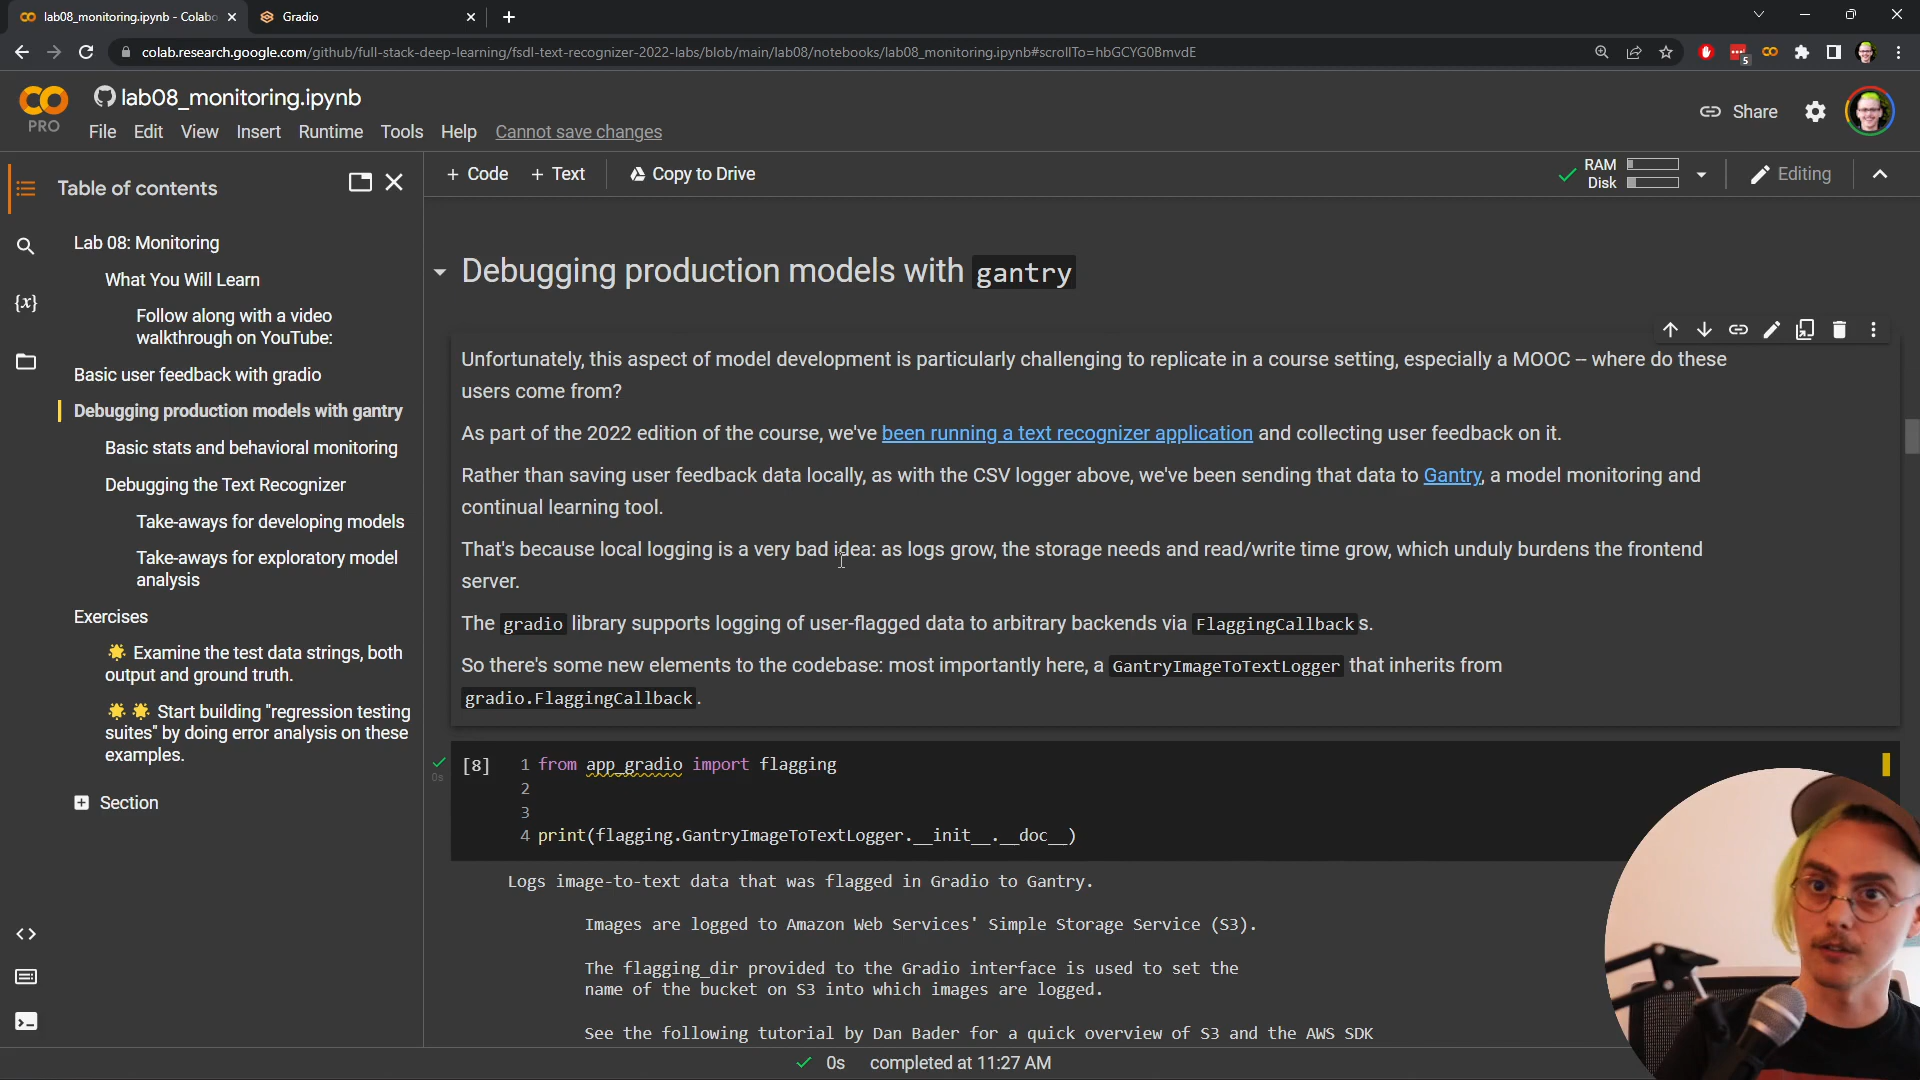 lab08_monitoring.ipynb - Colabo
Gradio
colab.research.google.com/github/full-stack-deep-learning/fsdl-text-recognizer-2022-labs/blob/main/lab08/notebooks/lab08_monitoring.ipynb#scrollTo=hbGCYG0BmvdE
5
PRO
lab08_monitoring.ipynb
File Edit View Insert Runtime Tools Help Cannot save changes
Share
Table of contents
+ Code + Text Copy to Drive
RAM
Disk
Editing
Lab 08: Monitoring
What You Will Learn
Follow along with a video
walkthrough on YouTube:
Basic user feedback with gradio
Debugging production models with gantry
Basic stats and behavioral monitoring
Debugging the Text Recognizer
Take-aways for developing models
Take-aways for exploratory model
analysis
Exercises
🌟 Examine the test data strings, both
output and ground truth.
🌟🌟 Start building "regression testing
suites" by doing error analysis on these
examples.
Section
{x}
Debugging production models with gantry
Unfortunately, this aspect of model development is particularly challenging to replicate in a course setting, especially a MOOC – where do these
users come from?
As part of the 2022 edition of the course, we've been running a text recognizer application and collecting user feedback on it.
Rather than saving user feedback data locally, as with the CSV logger above, we've been sending that data to Gantry, a model monitoring and
continual learning tool.
That's because local logging is a very bad idea: as logs grow, the storage needs and read/write time grow, which unduly burdens the frontend
server.
The gradio library supports logging of user-flagged data to arbitrary backends via FlaggingCallback s.
So there's some new elements to the codebase: most importantly here, a GantryImageToTextLogger that inherits from
gradio.FlaggingCallback.
0s
[8] 1 from app_gradio import flagging
2
3
4 print(flagging.GantryImageToTextLogger.__init__.__doc__)
Logs image-to-text data that was flagged in Gradio to Gantry.
Images are logged to Amazon Web Services' Simple Storage Service (S3).
The flagging_dir provided to the Gradio interface is used to set the
name of the bucket on S3 into which images are logged.
See the following tutorial by Dan Bader for a quick overview of S3 and the AWS SDK
0s completed at 11:27 AM